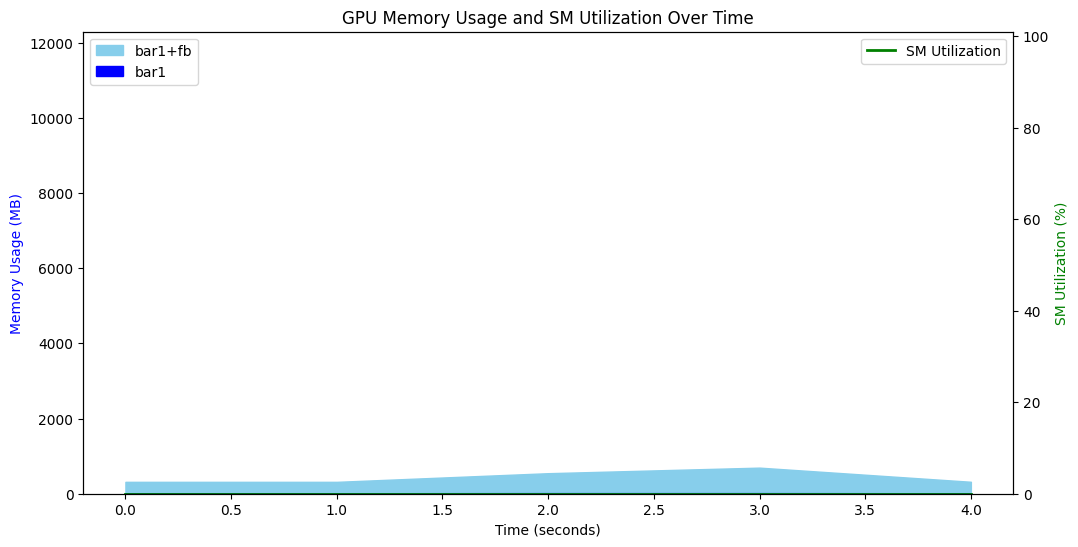 GPU Memory Usage and SM Utilization Over Time
bar1+fb
bar1
SM Utilization
Memory Usage (MB)
12000
10000
8000
6000
4000
2000
0
SM Utilization (%)
100
80
60
40
20
0
0.0 0.5 1.0 1.5 2.0 2.5 3.0 3.5 4.0
Time (seconds)